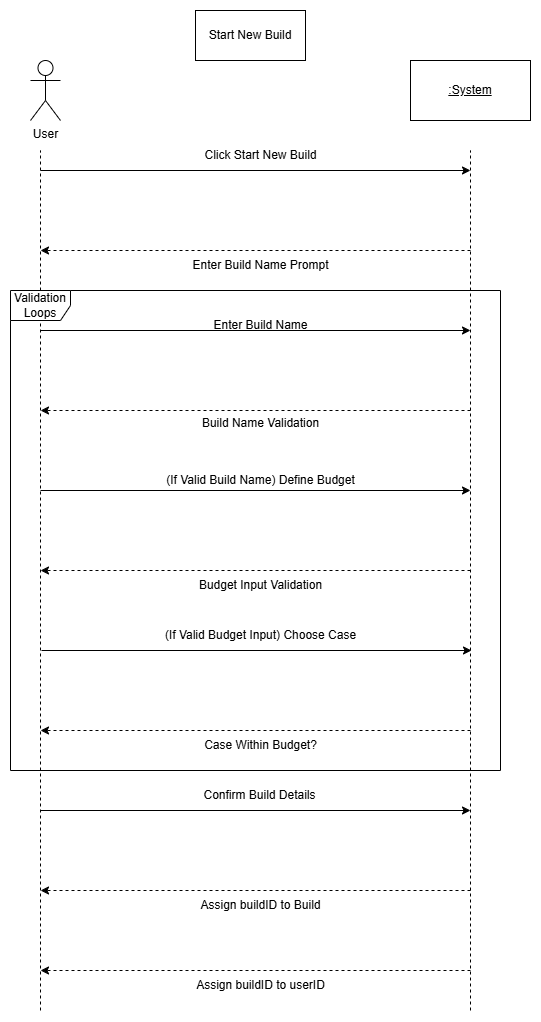 Start New Build
:System
User
Click Start New Build
Enter Build Name Prompt
Validation
Loops
Enter Build Name
Build Name Validation
(If Valid Build Name) Define Budget
Budget Input Validation
(If Valid Budget Input) Choose Case
Case Within Budget?
Confirm Build Details
Assign buildID to Build
Assign buildID to userID